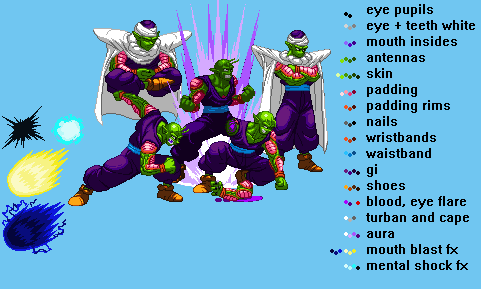 eye pupils
eye + teeth white
mouth insides
antennas
skin
padding
padding rims
nails
wristbands
waistband
gi
shoes
blood, eye flare
turban and cape
aura
mouth blast fx
mental shock fx